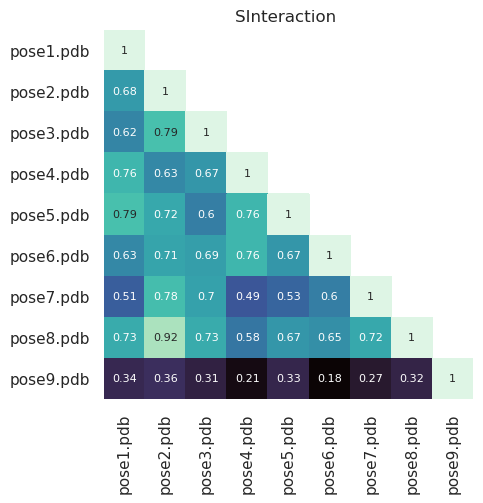 SInteraction
pose1.pdb 1
pose2.pdb 0.68 1
pose3.pdb 0.62 0.79 1
pose4.pdb 0.76 0.63 0.67 1
pose5.pdb 0.79 0.72 0.6 0.76 1
pose6.pdb 0.63 0.71 0.69 0.76 0.67 1
pose7.pdb 0.51 0.78 0.7 0.49 0.53 0.6 1
pose8.pdb 0.73 0.92 0.73 0.58 0.67 0.65 0.72 1
pose9.pdb 0.34 0.36 0.31 0.21 0.33 0.18 0.27 0.32 1
pose1.pdb
pose2.pdb
pose3.pdb
pose4.pdb
pose5.pdb
pose6.pdb
pose7.pdb
pose8.pdb
pose9.pdb